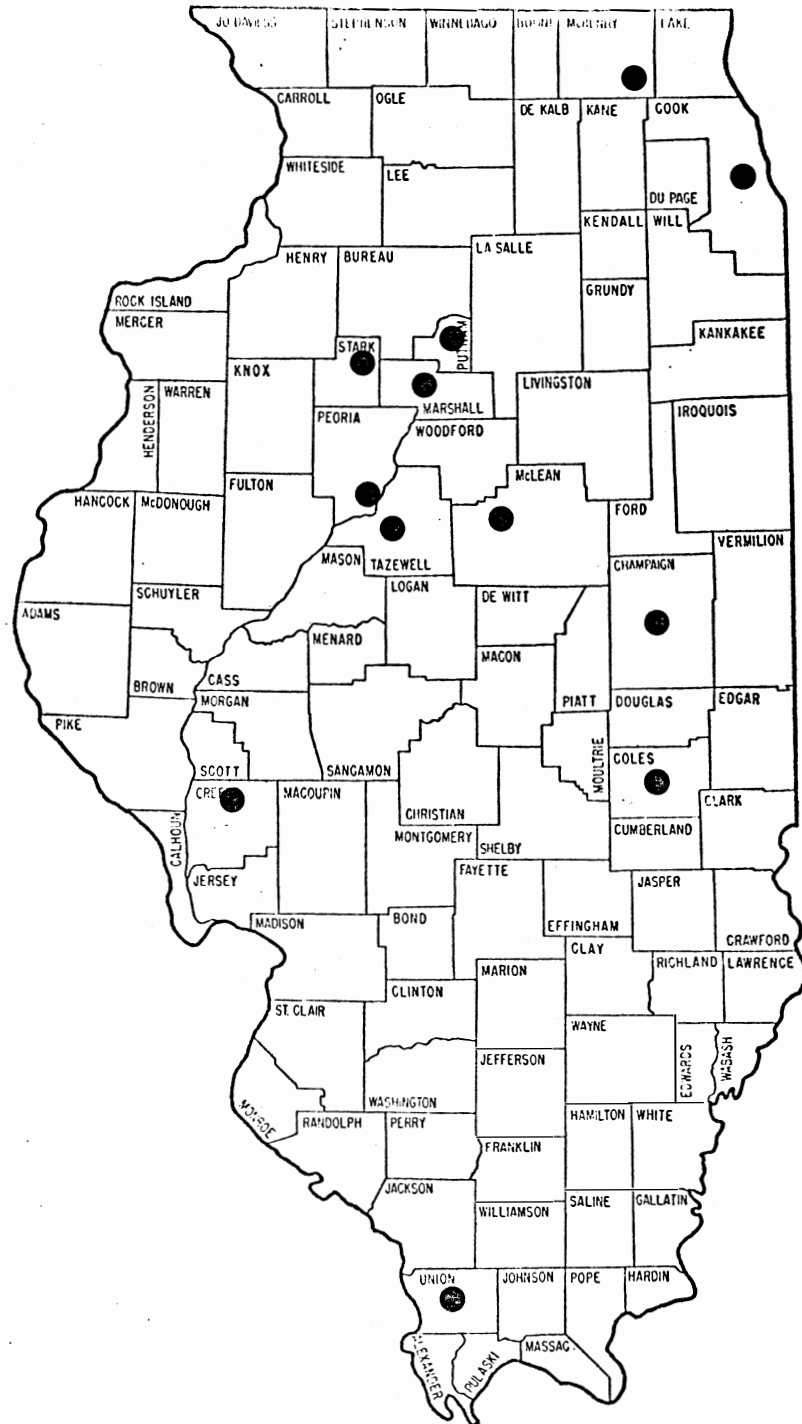 JO DAVIESS STEPHENSON WINNEBAGO BOONE MCHENRY LAKE
CARROLL OGLE DE KALB KANE COOK
WHITESIDE LEE DU PAGE
KENDALL WILL
HENRY BUREAU LA SALLE
GRUNDY
ROCK ISLAND
MERCER STARK PUTNAM KANKAKEE
KNOX
HENDERSON WARREN PEORIA MARSHALL LIVINGSTON IROQUOIS
WOODFORD
FULTON McLEAN
HANCOCK McDONOUGH FORD
MASON TAZEWELL VERMILION
SCHUYLER LOGAN CHAMPAIGN
ADAMS DE WITT
MENARD MACON
CASS
BROWN MORGAN PIATT DOUGLAS EDGAR
PIKE
SCOTT SANGAMON MOULTRIE COLES
MACOUPIN CLARK
CHRISTIAN
CALHOUN MONTGOMERY CUMBERLAND
SHELBY
JERSEY FAYETTE JASPER
MADISON BOND EFFINGHAM CRAWFORD
CLAY
MARION RICHLAND LAWRENCE
CLINTON
ST. CLAIR WAYNE
JEFFERSON EDWARDS WABASH
WASHINGTON
MONROE RANDOLPH PERRY HAMILTON WHITE
FRANKLIN
JACKSON SALINE GALLATIN
WILLIAMSON
UNION JOHNSON POPE HARDIN
ALEXANDER PULASKI MASSAC